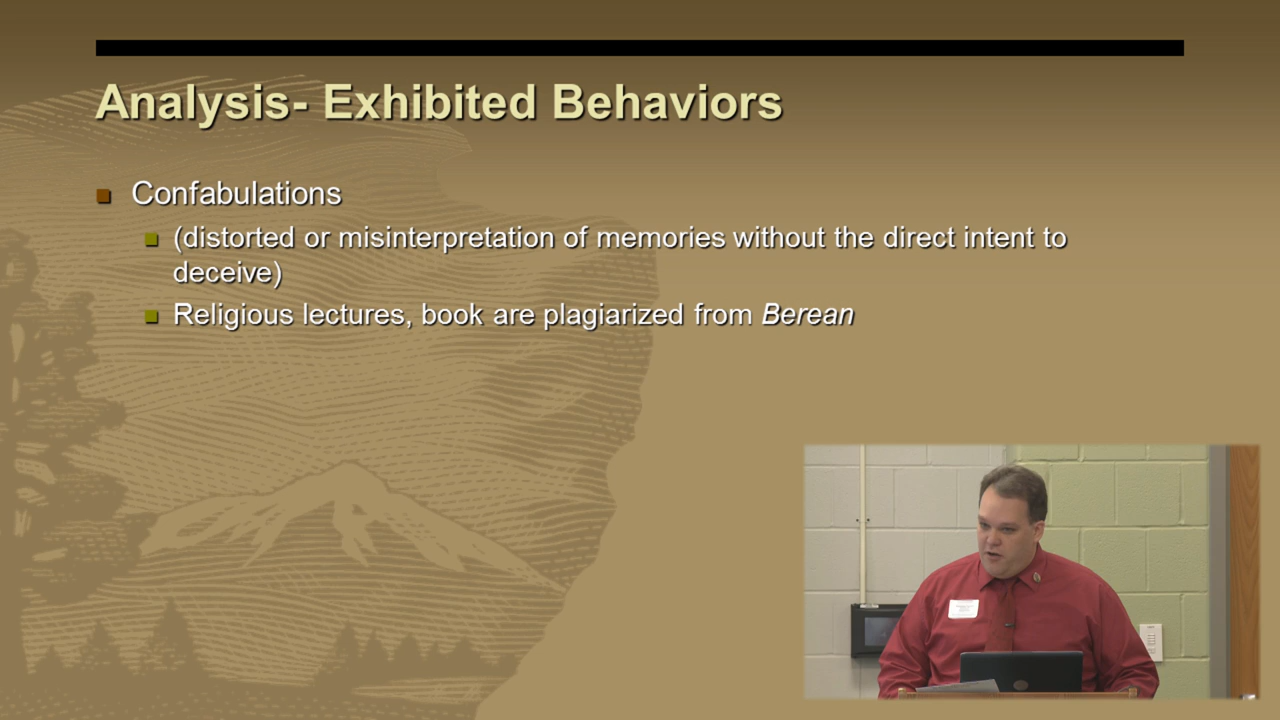 Analysis- Exhibited Behaviors
Confabulations
(distorted or misinterpretation of memories without the direct intent to
deceive)
Religious lectures, book are plagiarized from Berean